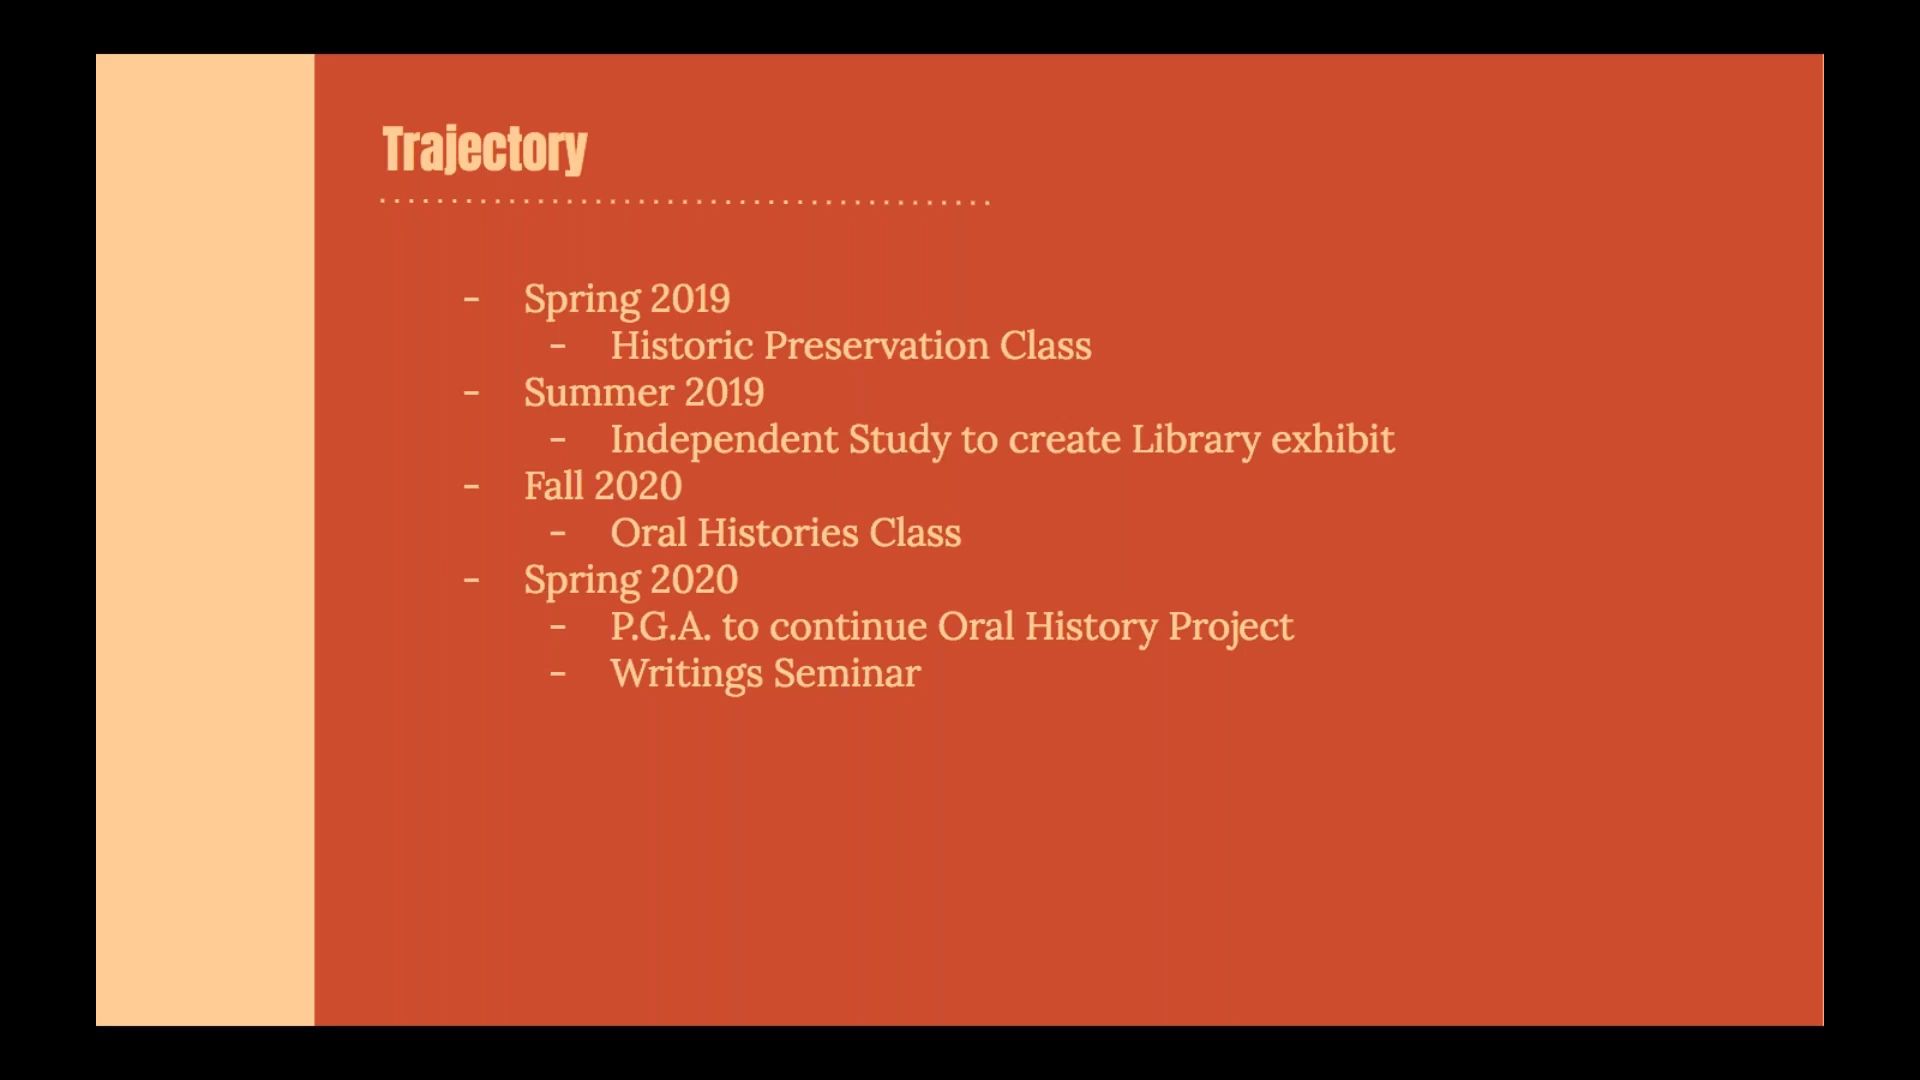 Trajectory
- Spring 2019
- Historic Preservation Class
- Summer 2019
- Independent Study to create Library exhibit
- Fall 2020
- Oral Histories Class
- Spring 2020
- P.G.A. to continue Oral History Project
- Writings Seminar